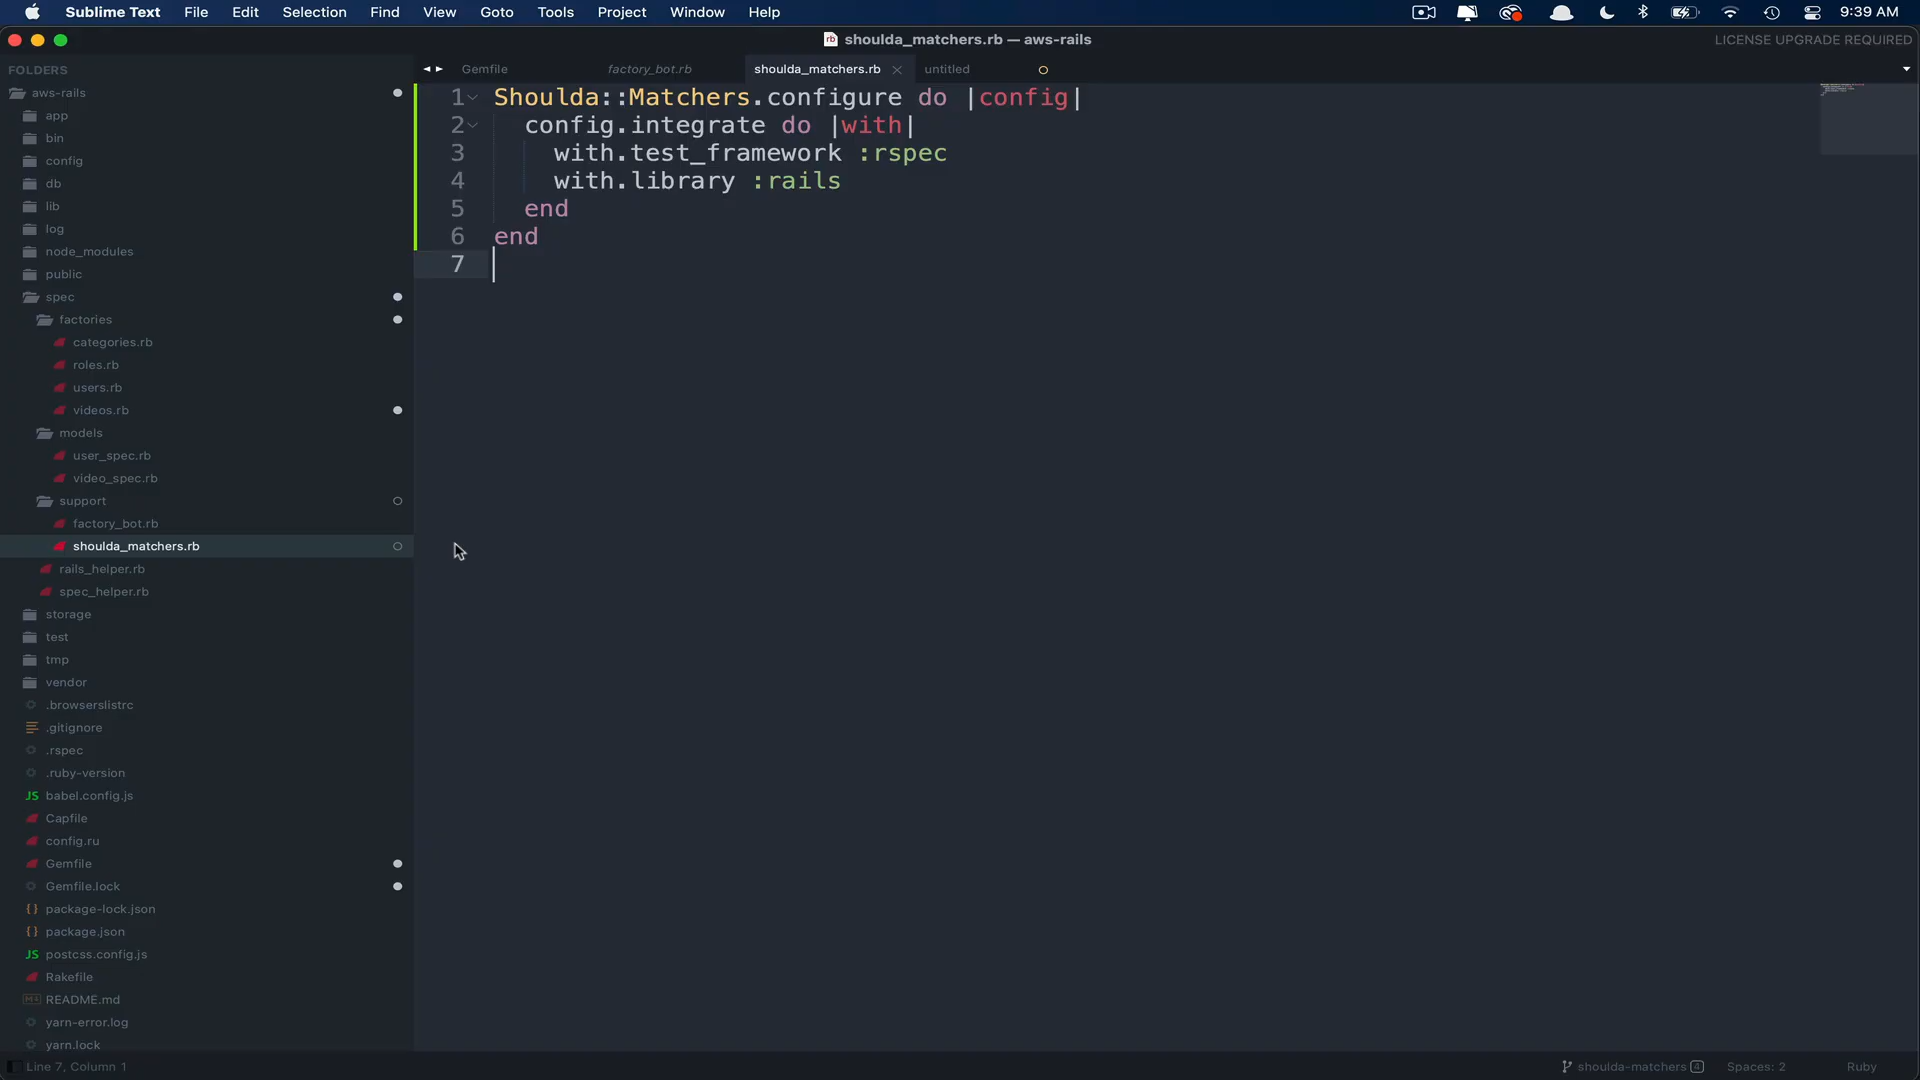 Sublime Text File Edit Selection Find View Goto Tools Project Window Help 9:39 AM
shoulda_matchers.rb — aws-rails LICENSE UPGRADE REQUIRED
FOLDERS
aws-rails
app
bin
config
db
lib
log
node_modules
public
spec
factories
categories.rb
roles.rb
users.rb
videos.rb
models
user_spec.rb
video_spec.rb
support
factory_bot.rb
shoulda_matchers.rb
rails_helper.rb
spec_helper.rb
storage
test
tmp
vendor
.browserslistrc
.gitignore
.rspec
.ruby-version
JS babel.config.js
Capfile
config.ru
Gemfile
Gemfile.lock
{} package-lock.json
{} package.json
JS postcss.config.js
Rakefile
README.md
yarn-error.log
yarn.lock
Gemfile factory_bot.rb shoulda_matchers.rb untitled
1 Shoulda::Matchers.configure do |config|
2 config.integrate do |with|
3 with.test_framework :rspec
4 with.library :rails
5 end
6 end
7
Line 7, Column 1 shoulda-matchers 4 Spaces: 2 Ruby